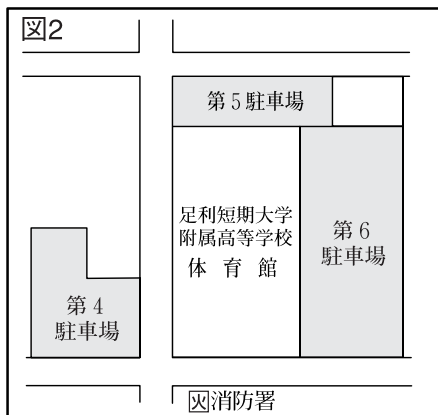 図2
第5駐車場
足利短期大学
附属高等学校
体育館
第6
駐車場
第4
駐車場
火消防署